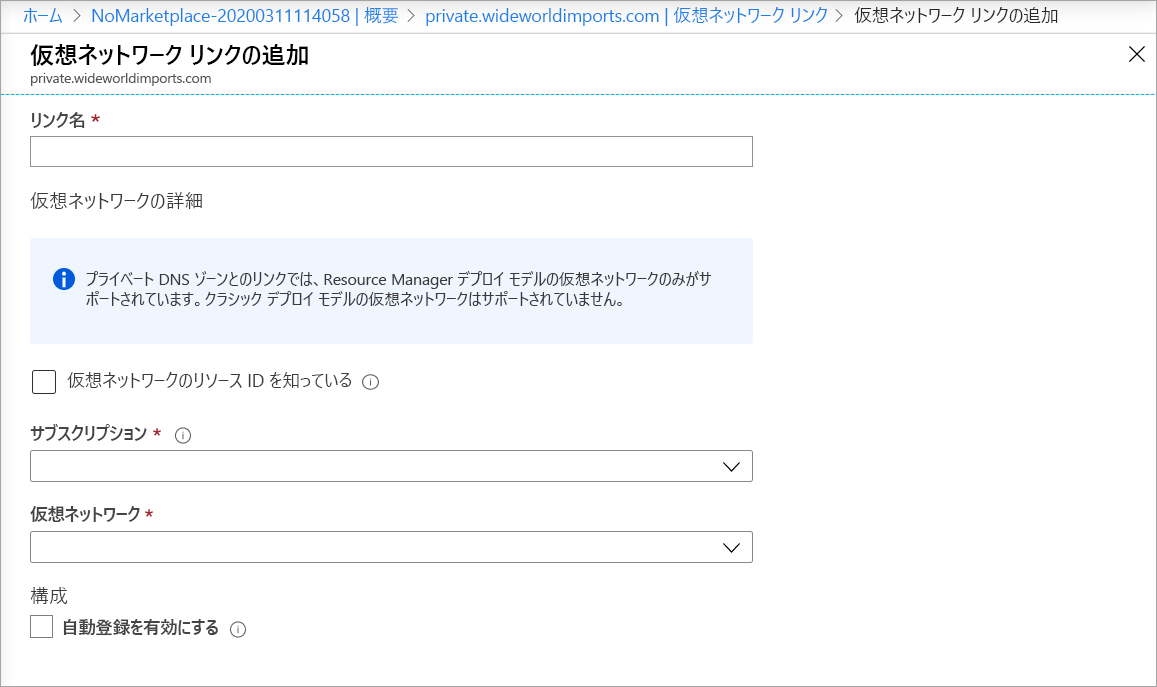 ホーム > NoMarketplace-20200311114058 | 概要 > private.wideworldimports.com | 仮想ネットワーク リンク > 仮想ネットワーク リンクの追加
仮想ネットワーク リンクの追加
private.wideworldimports.com
リンク名 *
仮想ネットワークの詳細
プライベート DNS ゾーンとのリンクでは、Resource Manager デプロイ モデルの仮想ネットワークのみがサ
ポートされています。クラシック デプロイ モデルの仮想ネットワークはサポートされていません。
仮想ネットワークのリソース ID を知っている
サブスクリプション *
仮想ネットワーク *
構成
自動登録を有効にする